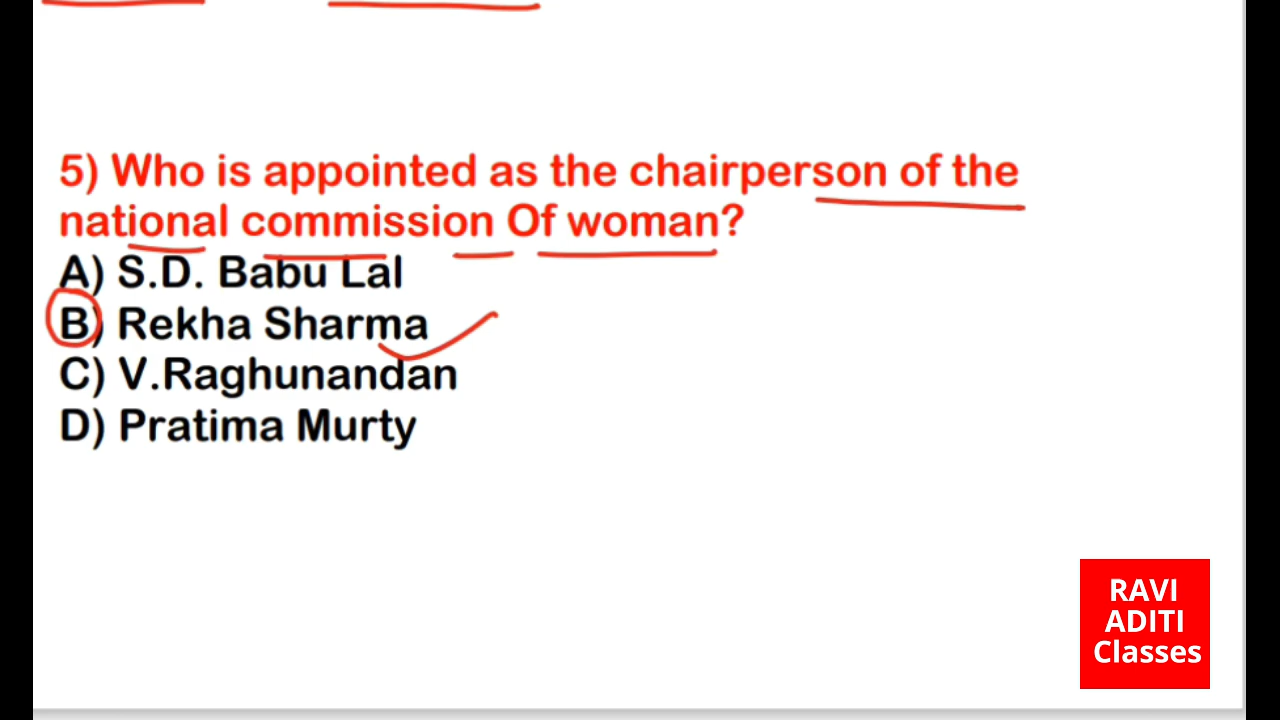 5) Who is appointed as the chairperson of the
national commission Of woman?
A) S.D. Babu Lal
B) Rekha Sharma
C) V.Raghunandan
D) Pratima Murty
RAVI
ADITI
Classes